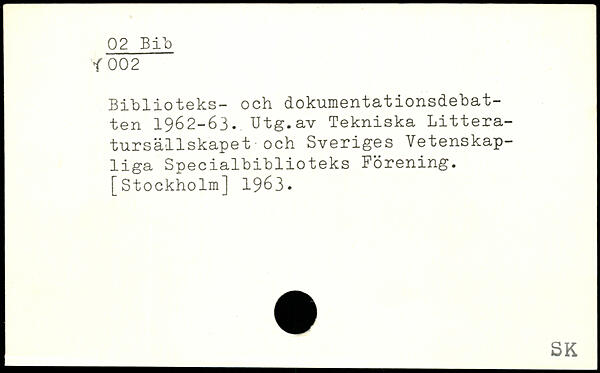 02 Bib
Y 002
Biblioteks- och dokumentationsdebat-
ten 1962-63. Utg.av Tekniska Littera-
tursällskapet och Sveriges Vetenskap-
liga Specialbiblioteks Förening.
[Stockholm] 1963.
SK